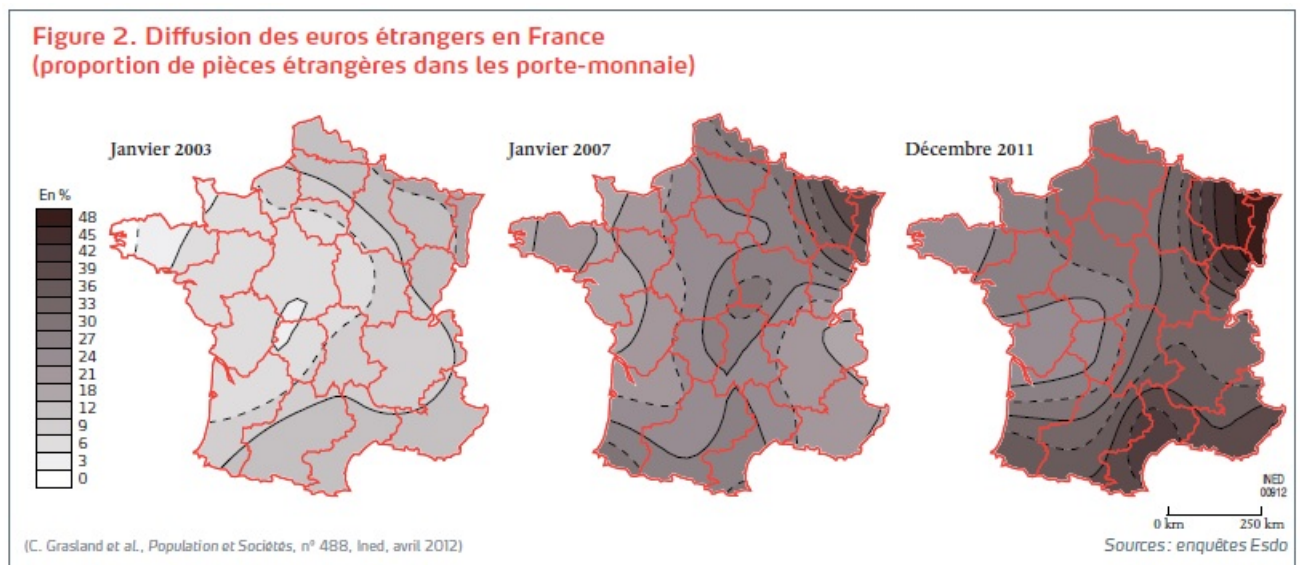 Figure 2. Diffusion des euros étrangers en France
(proportion de pièces étrangères dans les porte-monnaie)
Janvier 2003
Janvier 2007
Décembre 2011
En %
48
45
42
39
36
33
30
27
24
21
18
12
9
6
3
0
INED
00912
0 km 250 km
(C. Grasland et al., Population et Sociétés, n° 488, Ined, avril 2012)
Sources : enquêtes Esdo